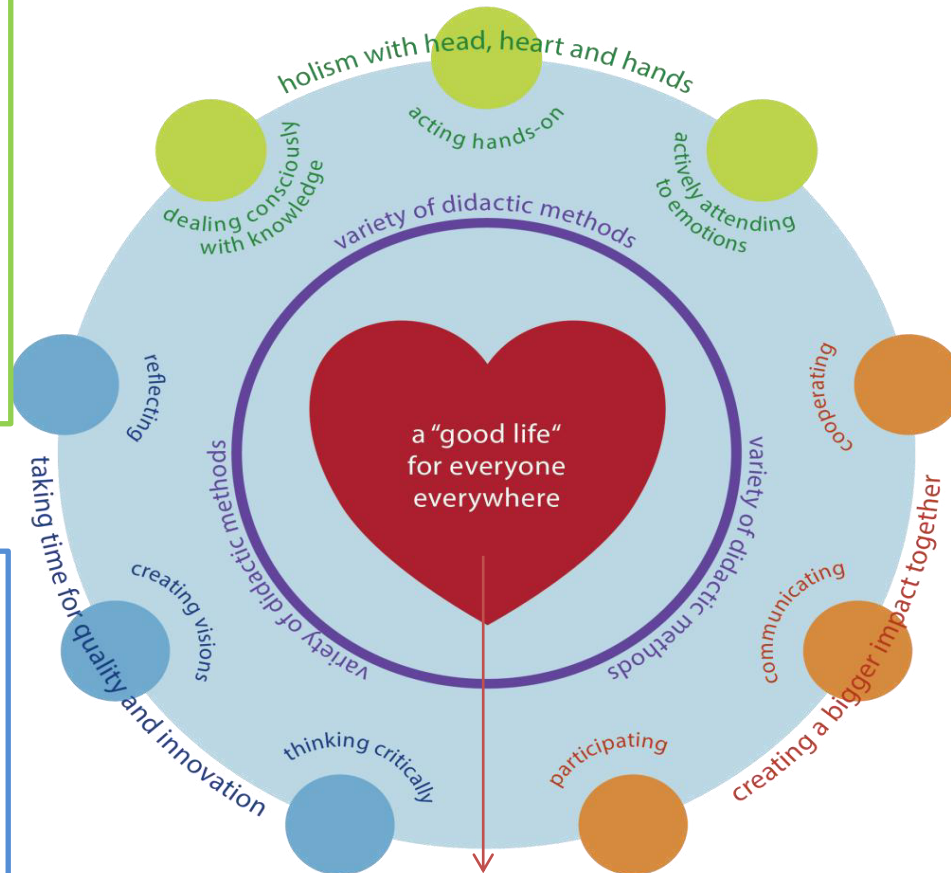 holism with head, heart and hands
acting hands-on
dealing consciously
with knowledge
actively attending
to emotions
variety of didactic methods
reflecting
cooperating
a "good life“
for everyone
everywhere
variety of didactic methods
variety of didactic methods
taking time for quality and innovation
creating a bigger impact together
creating visions
communicating
thinking critically
participating